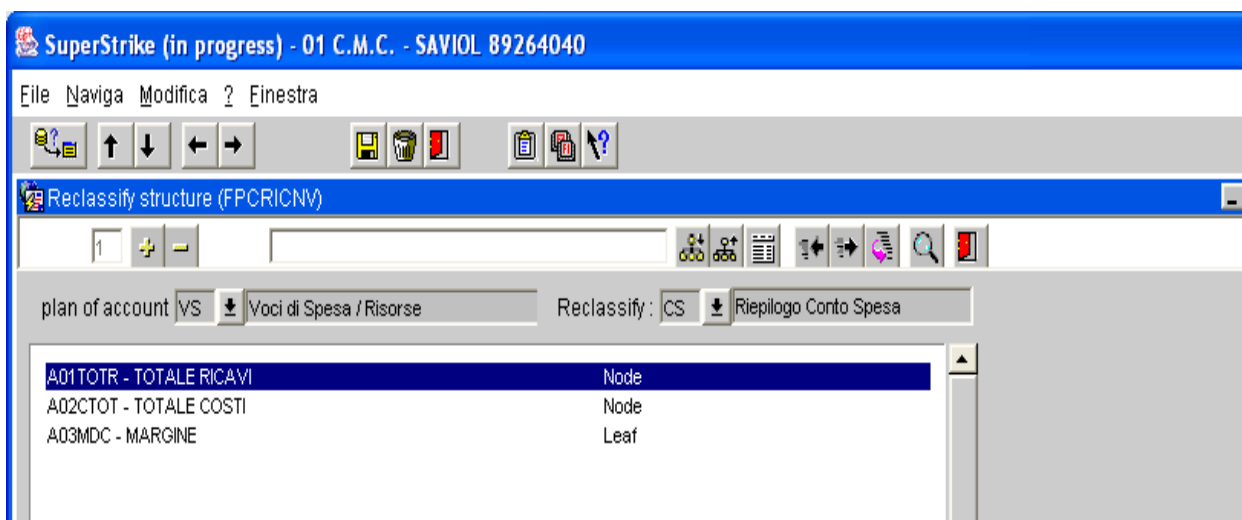 SuperStrike (in progress) - 01 C.M.C. - SAVIOL 89264040
File Naviga Modifica ? Finestra
Reclassify structure (FPCRICNV)
1
plan of account VS Voci di Spesa / Risorse Reclassify : CS Riepilogo Conto Spesa
A01TOTR - TOTALE RICAVI Node
A02CTOT - TOTALE COSTI Node
A03MDC - MARGINE Leaf